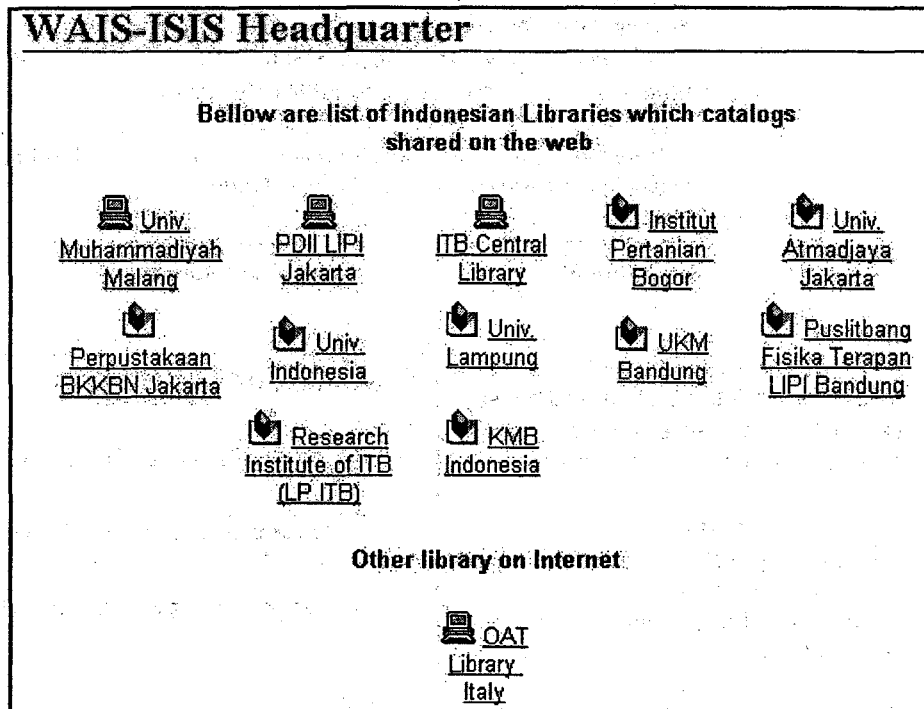 WAIS-ISIS Headquarter
Bellow are list of Indonesian Libraries which catalogs
shared on the web
Univ.
Muhammadiyah
Malang
PDII LIPI
Jakarta
ITB Central
Library
Institut
Pertanian
Bogor
Univ.
Atmadjaya
Jakarta
Perpustakaan
BKKBN Jakarta
Univ.
Indonesia
Univ.
Lampung
UKM
Bandung
Puslitbang
Fisika Terapan
LIPI Bandung
Research
Institute of ITB
(LP ITB)
KMB
Indonesia
Other library on Internet
OAT
Library
Italy